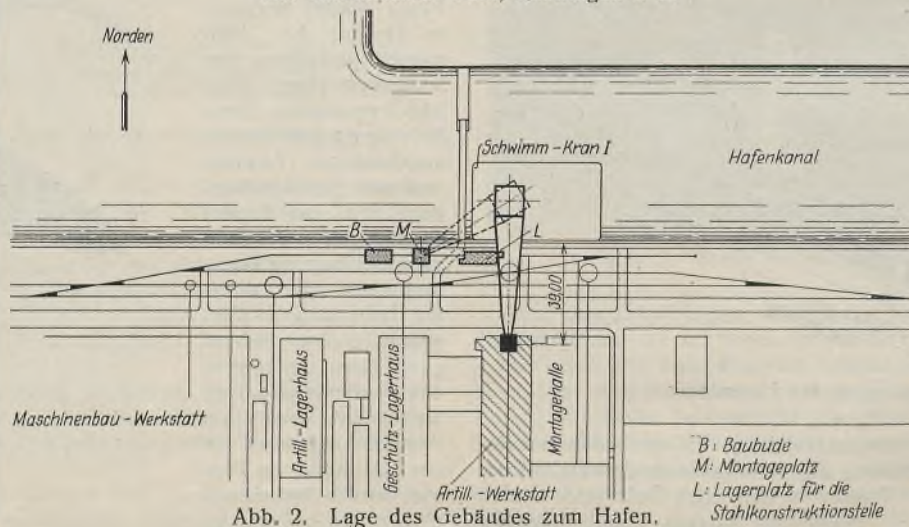 Norden
Schwimm-Kran I
Hafenkanal
B
M
L
39,00
Maschinenbau-Werkstatt
Artill.-Lagerhaus
Geschütz-Lagerhaus
Montagehalle
Artill.-Werkstatt
B: Baubude
M: Montageplatz
L: Lagerplatz für die
Stahlkonstruktionsteile
Abb. 2. Lage des Gebäudes zum Hafen.